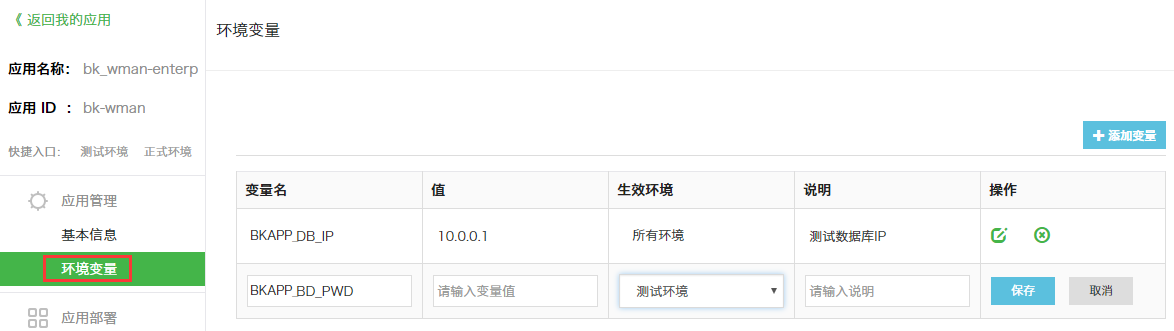 《 返回我的应用
环境变量
应用名称： bk_wman-enterp
应用 ID ： bk-wman
快捷入口： 测试环境 正式环境
添加变量
应用管理
基本信息
环境变量
应用部署
变量名 值 生效环境 说明 操作
BKAPP_DB_IP 10.0.0.1 所有环境 测试数据库IP
BKAPP_BD_PWD 请输入变量值 测试环境 请输入说明 保存 取消